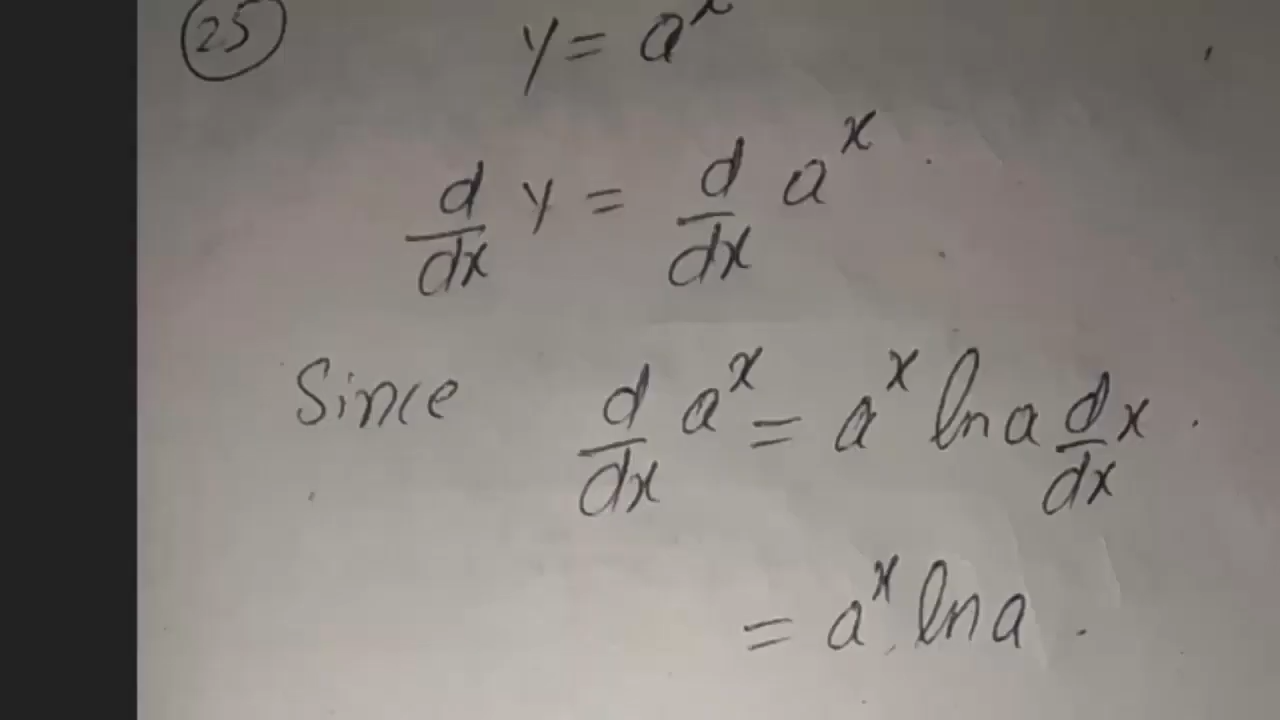 25 y = a^x
d/dx y = d/dx a^x
Since d/dx a^x = a^x ln a d/dx x.
= a^x ln a.